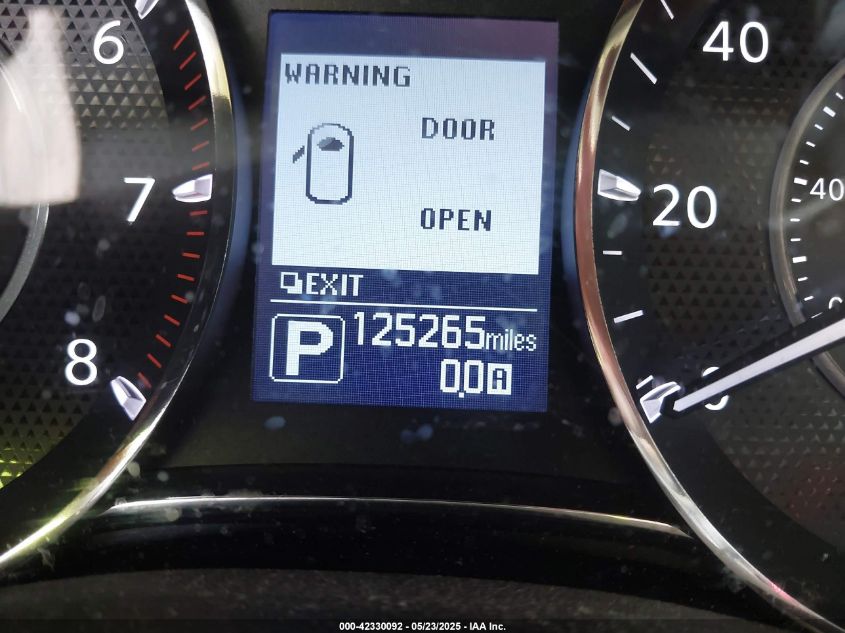 6
7
8
WARNING
DOOR
OPEN
EXIT
P
125265miles
0.0 A
40
20
40
000-42330092 - 05/23/2025 - IAA Inc.